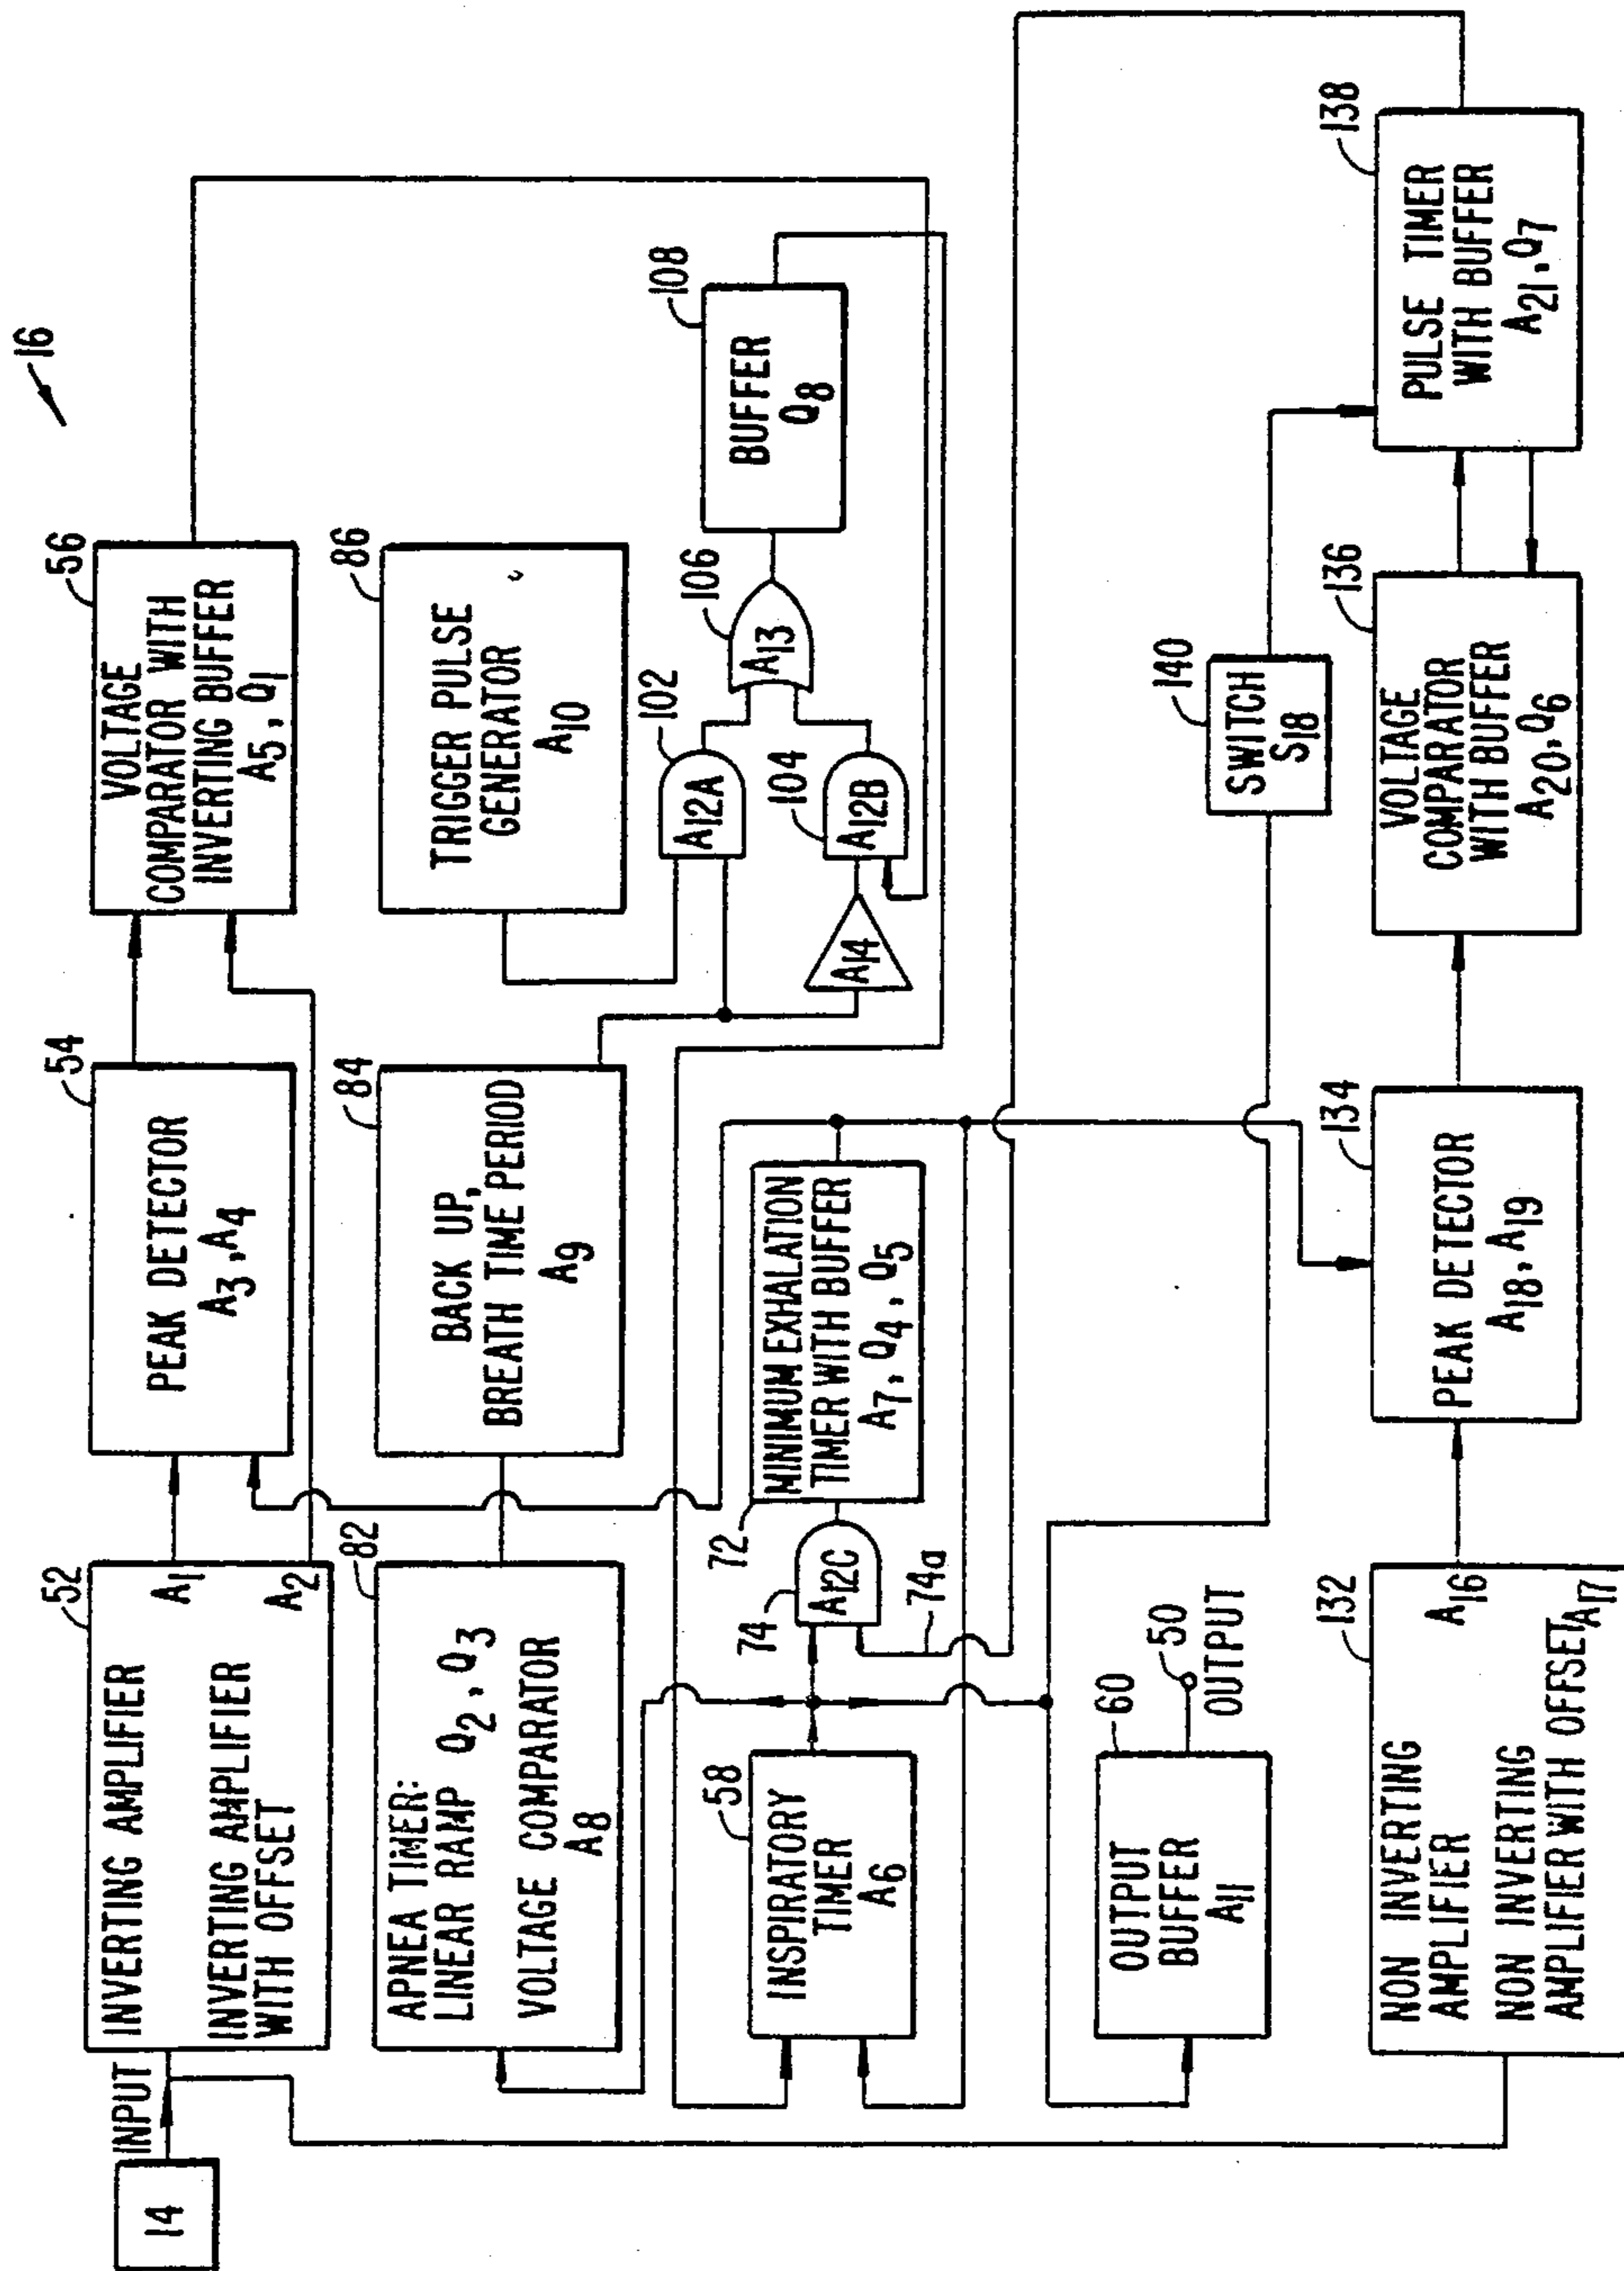 16
14
INPUT
52
INVERTING AMPLIFIER
A1
INVERTING AMPLIFIER
WITH OFFSET
A2
54
PEAK DETECTOR
A3, A4
56
VOLTAGE
COMPARATOR WITH
INVERTING BUFFER
A5, Q1
82
APNEA TIMER:
LINEAR RAMP Q2, Q3
VOLTAGE COMPARATOR
A8
84
BACK UP,
BREATH TIME PERIOD
A9
86
TRIGGER PULSE
GENERATOR
A10
102
A12A
104
A12B
A14
106
A13
108
BUFFER
Q8
58
INSPIRATORY
TIMER
A6
74
A12C
74a
72
MINIMUM EXHALATION
TIMER WITH BUFFER
A7, Q4, Q5
60
OUTPUT
BUFFER
A11
50
OUTPUT
140
SWITCH
S18
132
NON INVERTING
AMPLIFIER
A16
NON INVERTING
AMPLIFIER WITH OFFSET A17
134
PEAK DETECTOR
A18, A19
136
VOLTAGE
COMPARATOR
WITH BUFFER
A20, Q6
138
PULSE TIMER
WITH BUFFER
A21, Q7